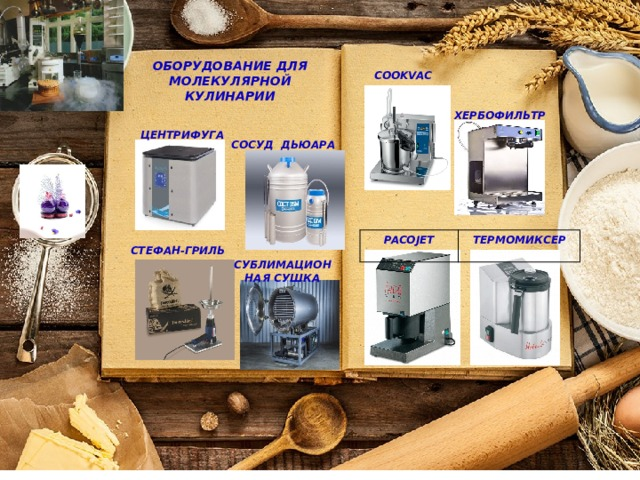 ОБОРУДОВАНИЕ ДЛЯ
МОЛЕКУЛЯРНОЙ
КУЛИНАРИИ
ЦЕНТРИФУГА
СОСУД ДЬЮАРА
СТЕФАН-ГРИЛЬ
СУБЛИМАЦИОН
НАЯ СУШКА
COOKVAC
ХЕРБОФИЛЬТР
PACOJET
ТЕРМОМИКСЕР